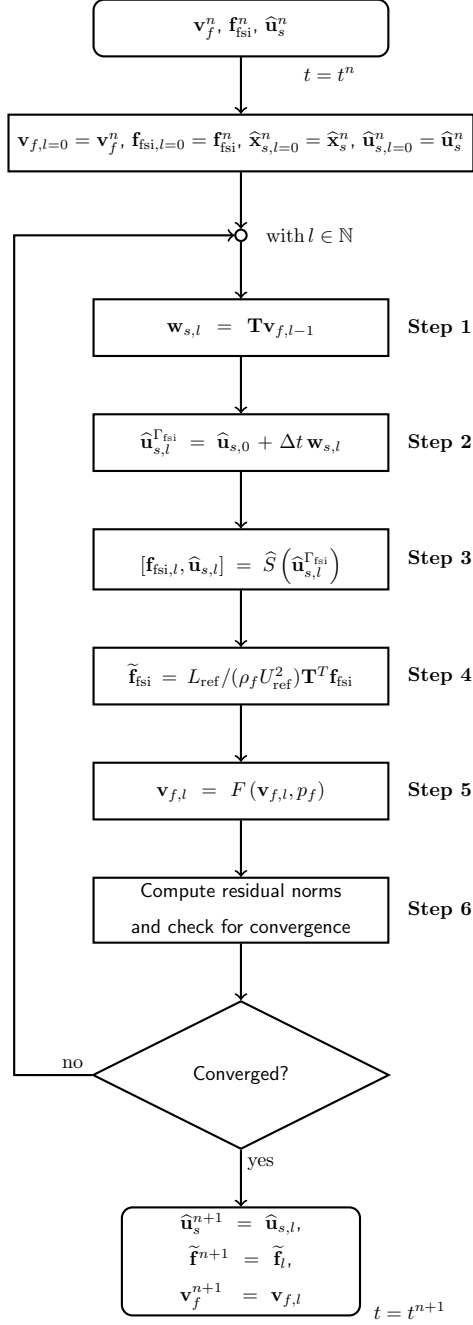 𝐯_f^n, 𝐟_fsi^n, û_s^n
t = t^n
𝐯_{f,l=0} = 𝐯_f^n, 𝐟_{fsi,l=0} = 𝐟_fsi^n, x̂_{s,l=0}^n = x̂_s^n, û_{s,l=0}^n = û_s^n
with l ∈ ℕ
𝐰_{s,l} = 𝐓𝐯_{f,l−1} Step 1
û_{s,l}^{Γ_fsi} = û_{s,0} + Δt 𝐰_{s,l} Step 2
[𝐟_{fsi,l}, û_{s,l}] = Ŝ (û_{s,l}^{Γ_fsi}) Step 3
f̃_fsi = L_ref/(ρ_f U_ref^2)𝐓^T 𝐟_fsi Step 4
𝐯_{f,l} = F (𝐯_{f,l}, p_f) Step 5
Compute residual norms
and check for convergence Step 6
no
Converged?
yes
û_s^{n+1} = û_{s,l},
f̃^{n+1} = f̃_l,
𝐯_f^{n+1} = 𝐯_{f,l}
t = t^{n+1}